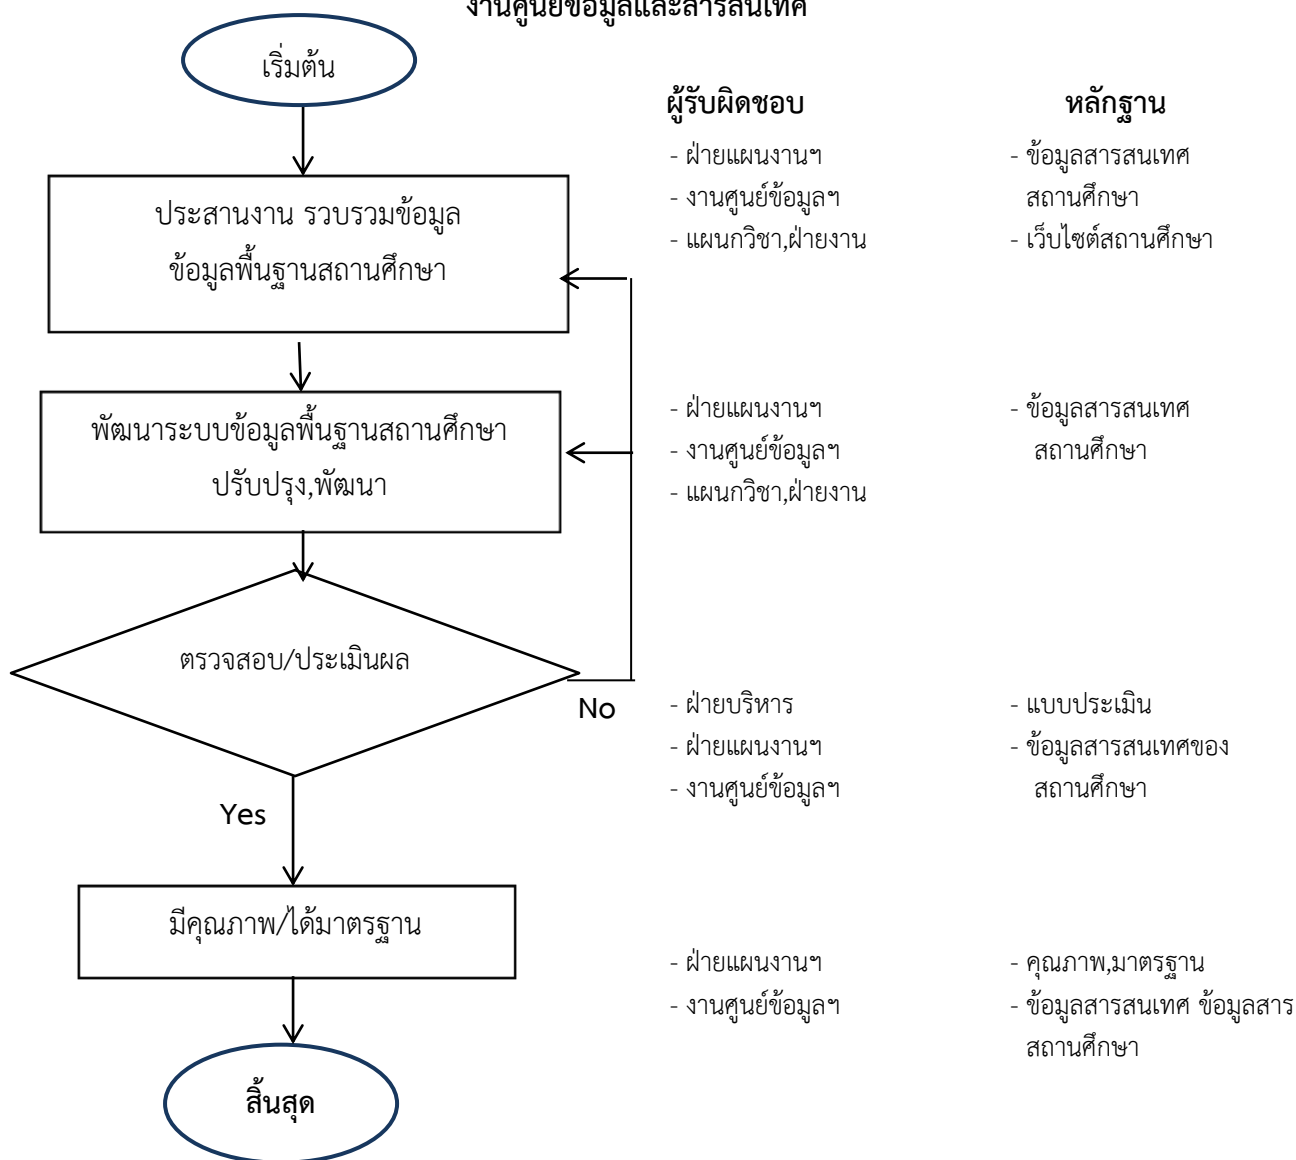 งานศูนย์ข้อมูลและสารสนเทศ
เริ่มต้น
ผู้รับผิดชอบ
หลักฐาน
ประสานงาน รวบรวมข้อมูล
ข้อมูลพื้นฐานสถานศึกษา
- ฝ่ายแผนงานฯ
- งานศูนย์ข้อมูลฯ
- แผนกวิชา,ฝ่ายงาน
- ข้อมูลสารสนเทศ
สถานศึกษา
- เว็บไซต์สถานศึกษา
พัฒนาระบบข้อมูลพื้นฐานสถานศึกษา
ปรับปรุง,พัฒนา
- ฝ่ายแผนงานฯ
- งานศูนย์ข้อมูลฯ
- แผนกวิชา,ฝ่ายงาน
- ข้อมูลสารสนเทศ
สถานศึกษา
ตรวจสอบ/ประเมินผล
No
Yes
- ฝ่ายบริหาร
- ฝ่ายแผนงานฯ
- งานศูนย์ข้อมูลฯ
- แบบประเมิน
- ข้อมูลสารสนเทศของ
สถานศึกษา
มีคุณภาพ/ได้มาตรฐาน
- ฝ่ายแผนงานฯ
- งานศูนย์ข้อมูลฯ
- คุณภาพ,มาตรฐาน
- ข้อมูลสารสนเทศ ข้อมูลสาร
สถานศึกษา
สิ้นสุด